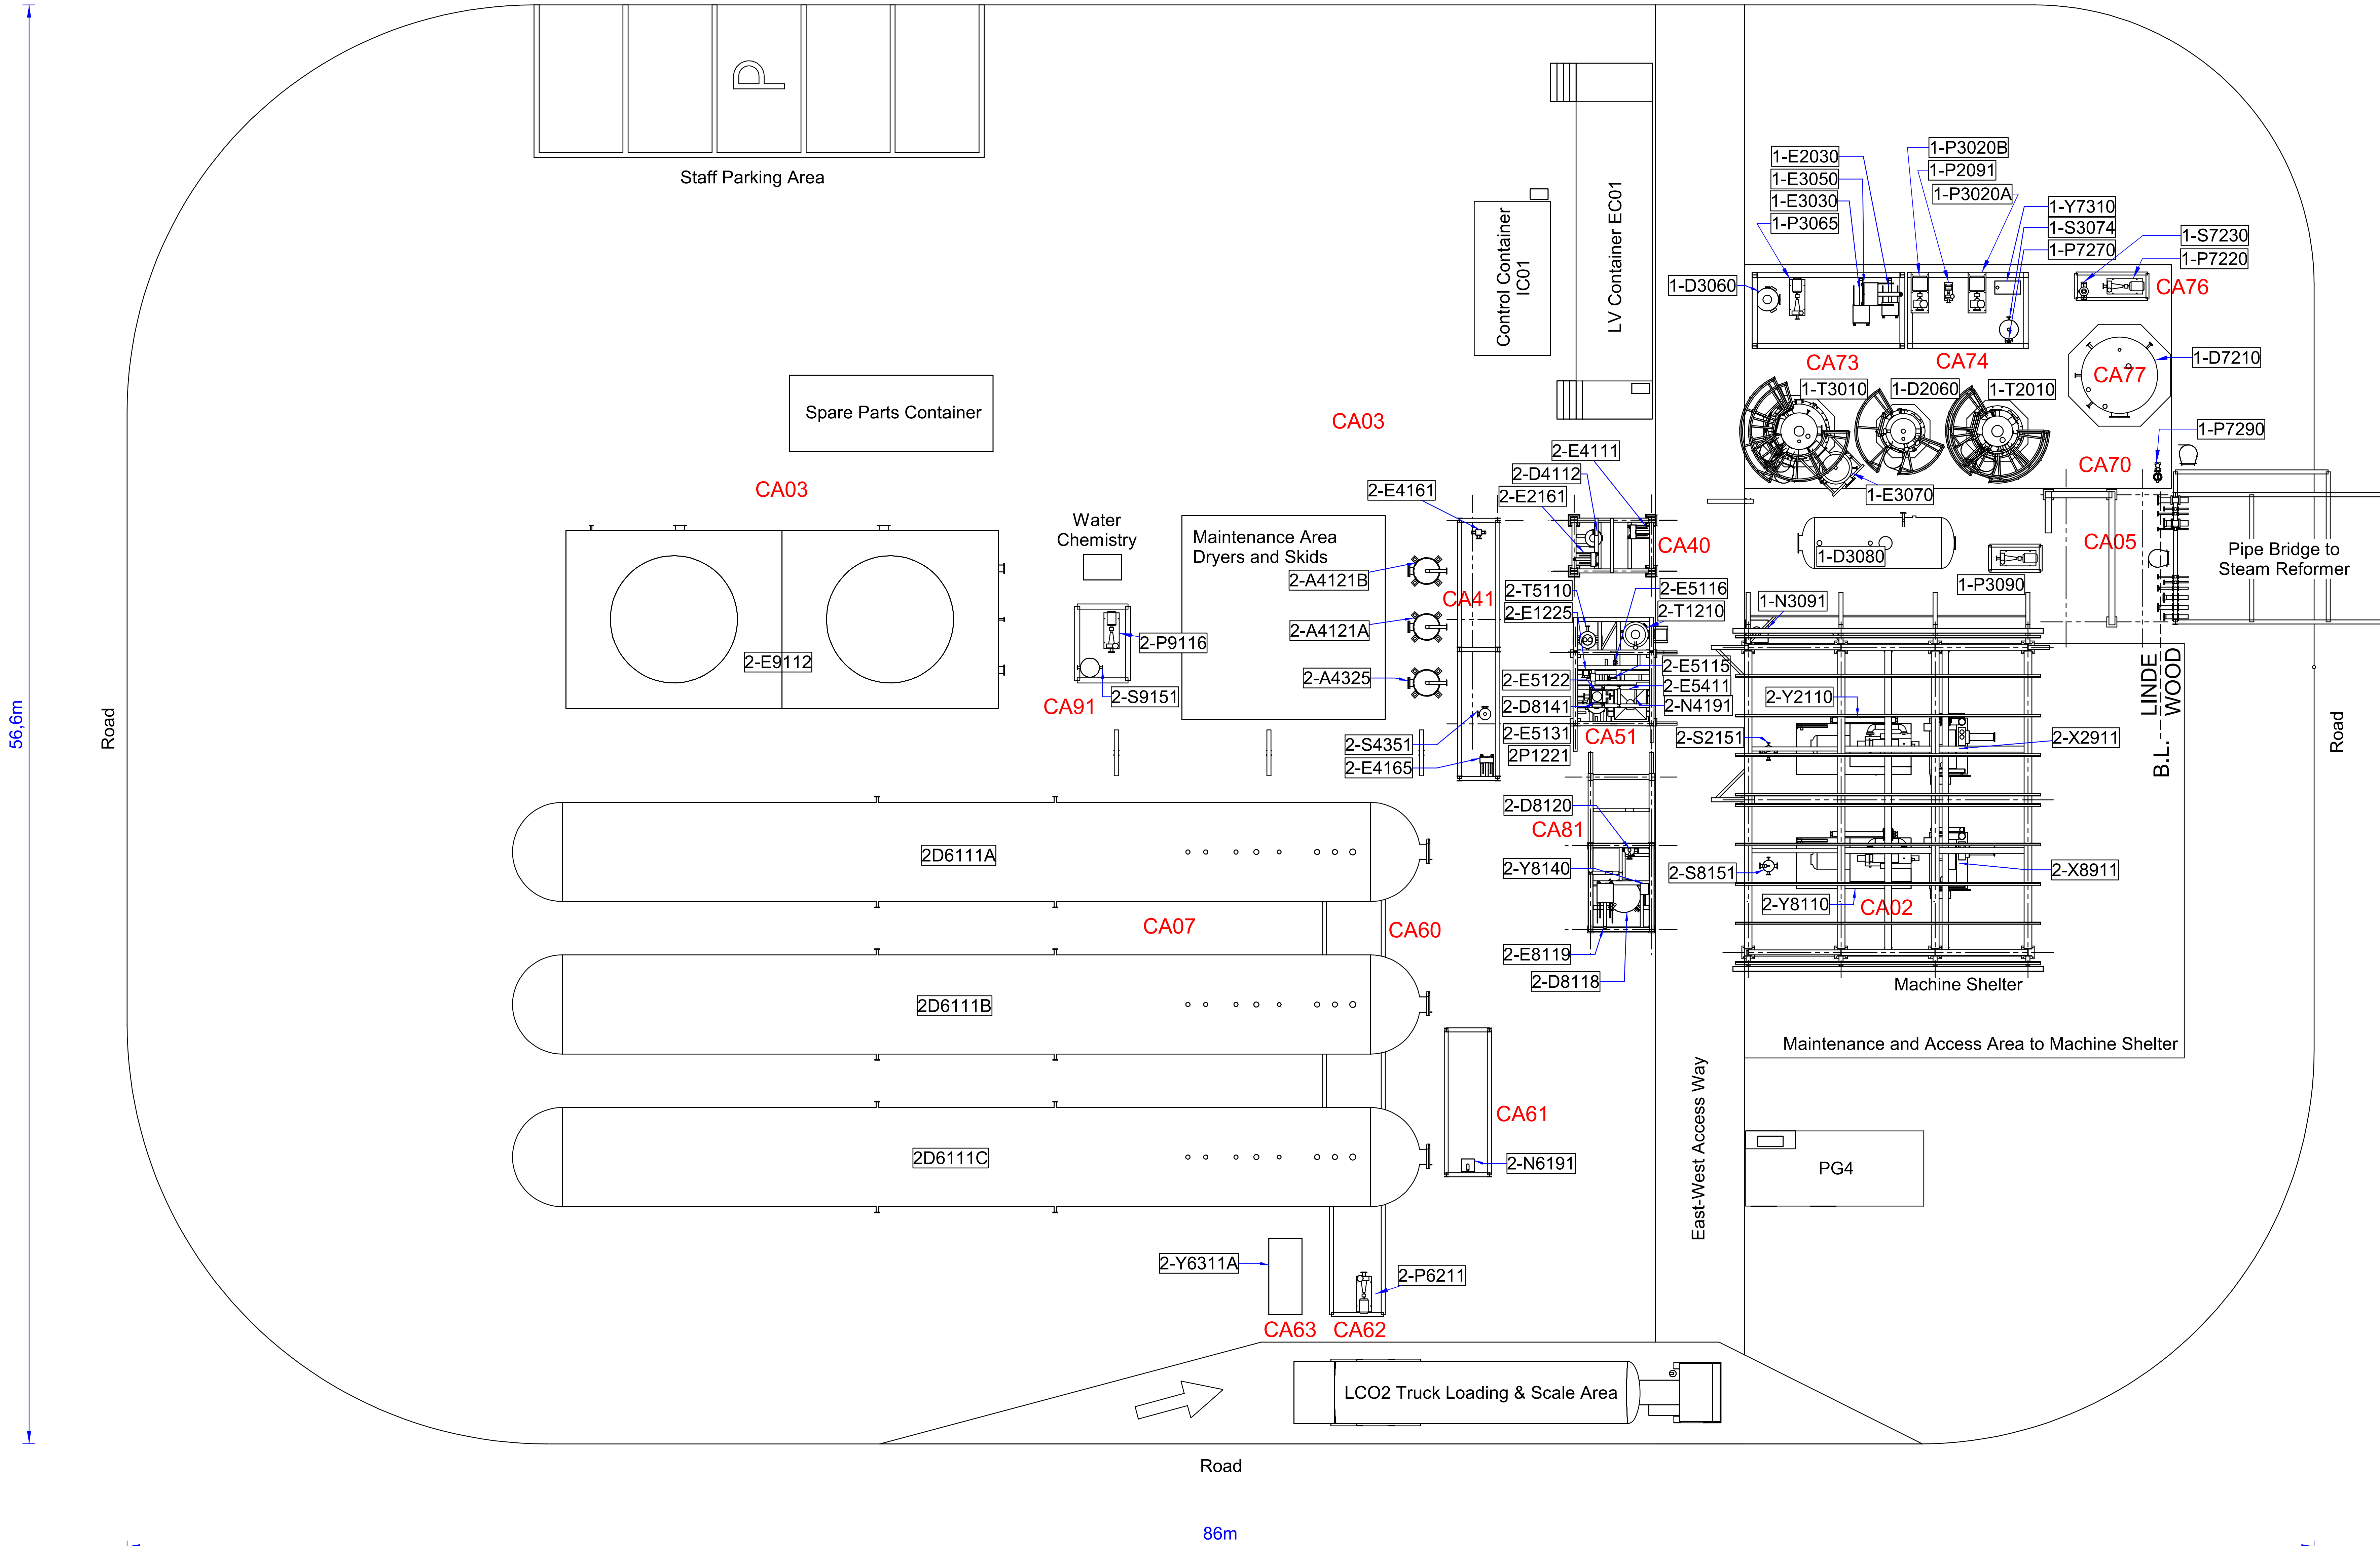 P
Staff Parking Area
56,6m
Road
Spare Parts Container
CA03
2-E9112
Water
Chemistry
2-P9116
2-S9151
CA91
Maintenance Area
Dryers and Skids
2-A4121B
2-A4121A
2-A4325
2-E4161
CA41
2-S4351
2-E4165
CA03
Control Container
IC01
LV Container EC01
2-E4111
2-D4112
2-E2161
CA40
2-T5110
2-E1225
2-E5116
2-T1210
2-E5115
2-E5411
2-N4191
2-E5122
2-D8141
2-E5131
2P1221
CA51
2-D8120
CA81
2-Y8140
2-E8119
2-D8118
1-E2030
1-E3050
1-E3030
1-P3065
1-D3060
1-P3020B
1-P2091
1-P3020A
1-Y7310
1-S3074
1-P7270
1-S7230
1-P7220
CA76
CA73
CA74
1-D7210
CA77
1-T3010
1-D2060
1-T2010
1-P7290
CA70
1-E3070
1-D3080
1-P3090
CA05
Pipe Bridge to
Steam Reformer
1-N3091
2-Y2110
2-S2151
2-X2911
LINDE
WOOD
B.L.
Road
2-S8151
2-X8911
2-Y8110
CA02
Machine Shelter
Maintenance and Access Area to Machine Shelter
2D6111A
CA07
CA60
2D6111B
2D6111C
CA61
2-N6191
East-West Access Way
PG4
2-Y6311A
2-P6211
CA63
CA62
LCO2 Truck Loading & Scale Area
Road
86m